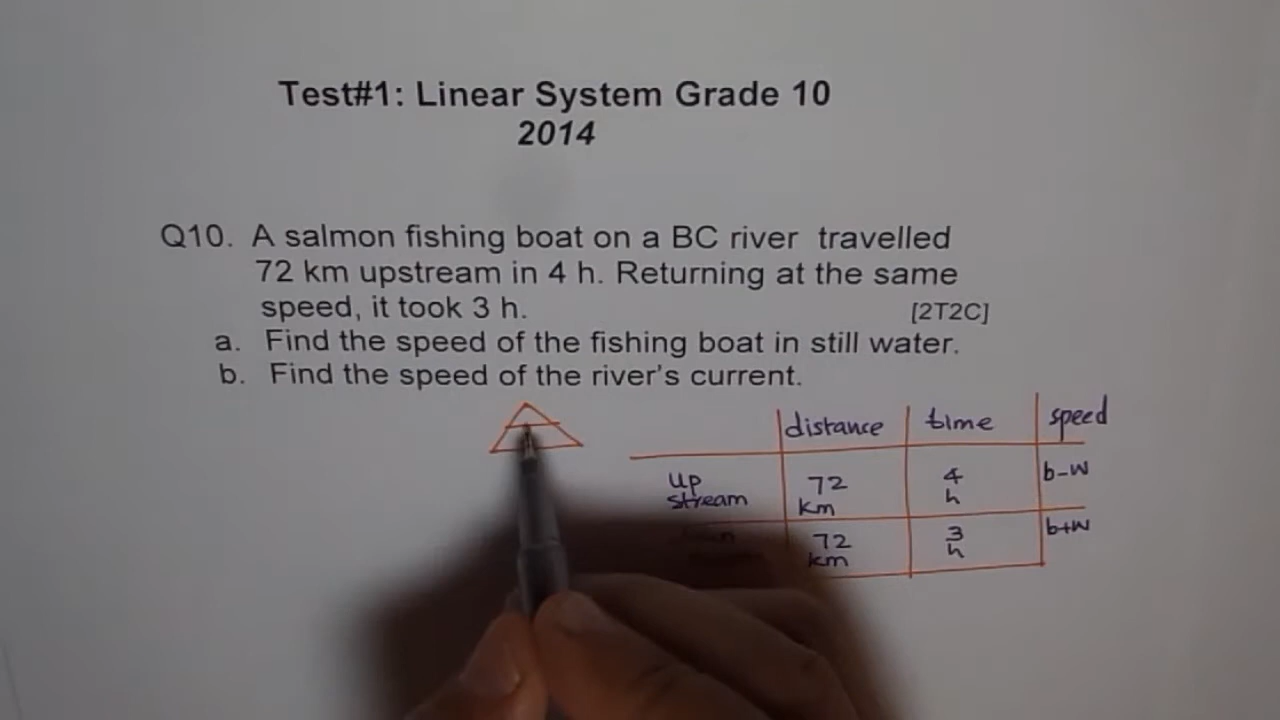 Test#1: Linear System Grade 10
2014
Q10. A salmon fishing boat on a BC river travelled
72 km upstream in 4 h. Returning at the same
speed, it took 3 h. [2T2C]
a. Find the speed of the fishing boat in still water.
b. Find the speed of the river's current.
distance time speed
up
stream
72
km
4
h
b-w
72
km
3
h
b+w